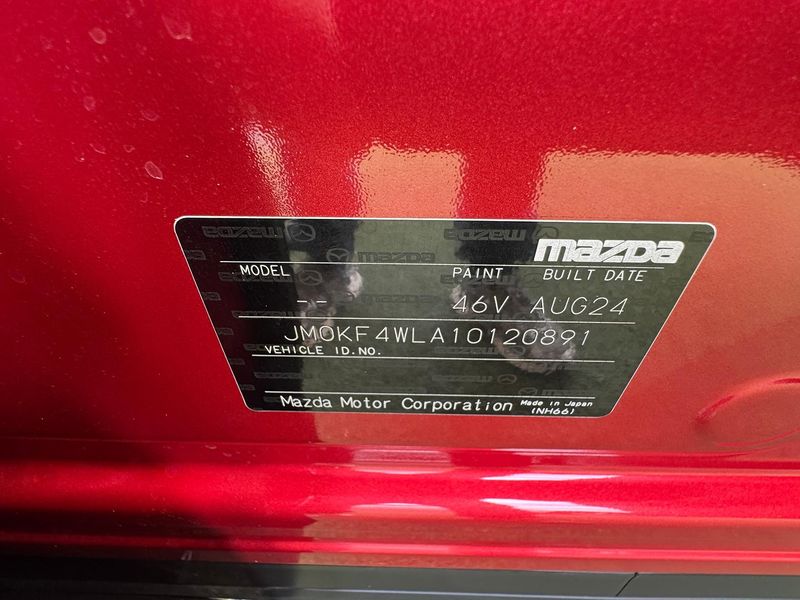 mazda
MODEL PAINT BUILT DATE
-- 46V AUG24
JM0KF4WLA10120891
VEHICLE ID.NO.
Mazda Motor Corporation Made in Japan
(NH66)